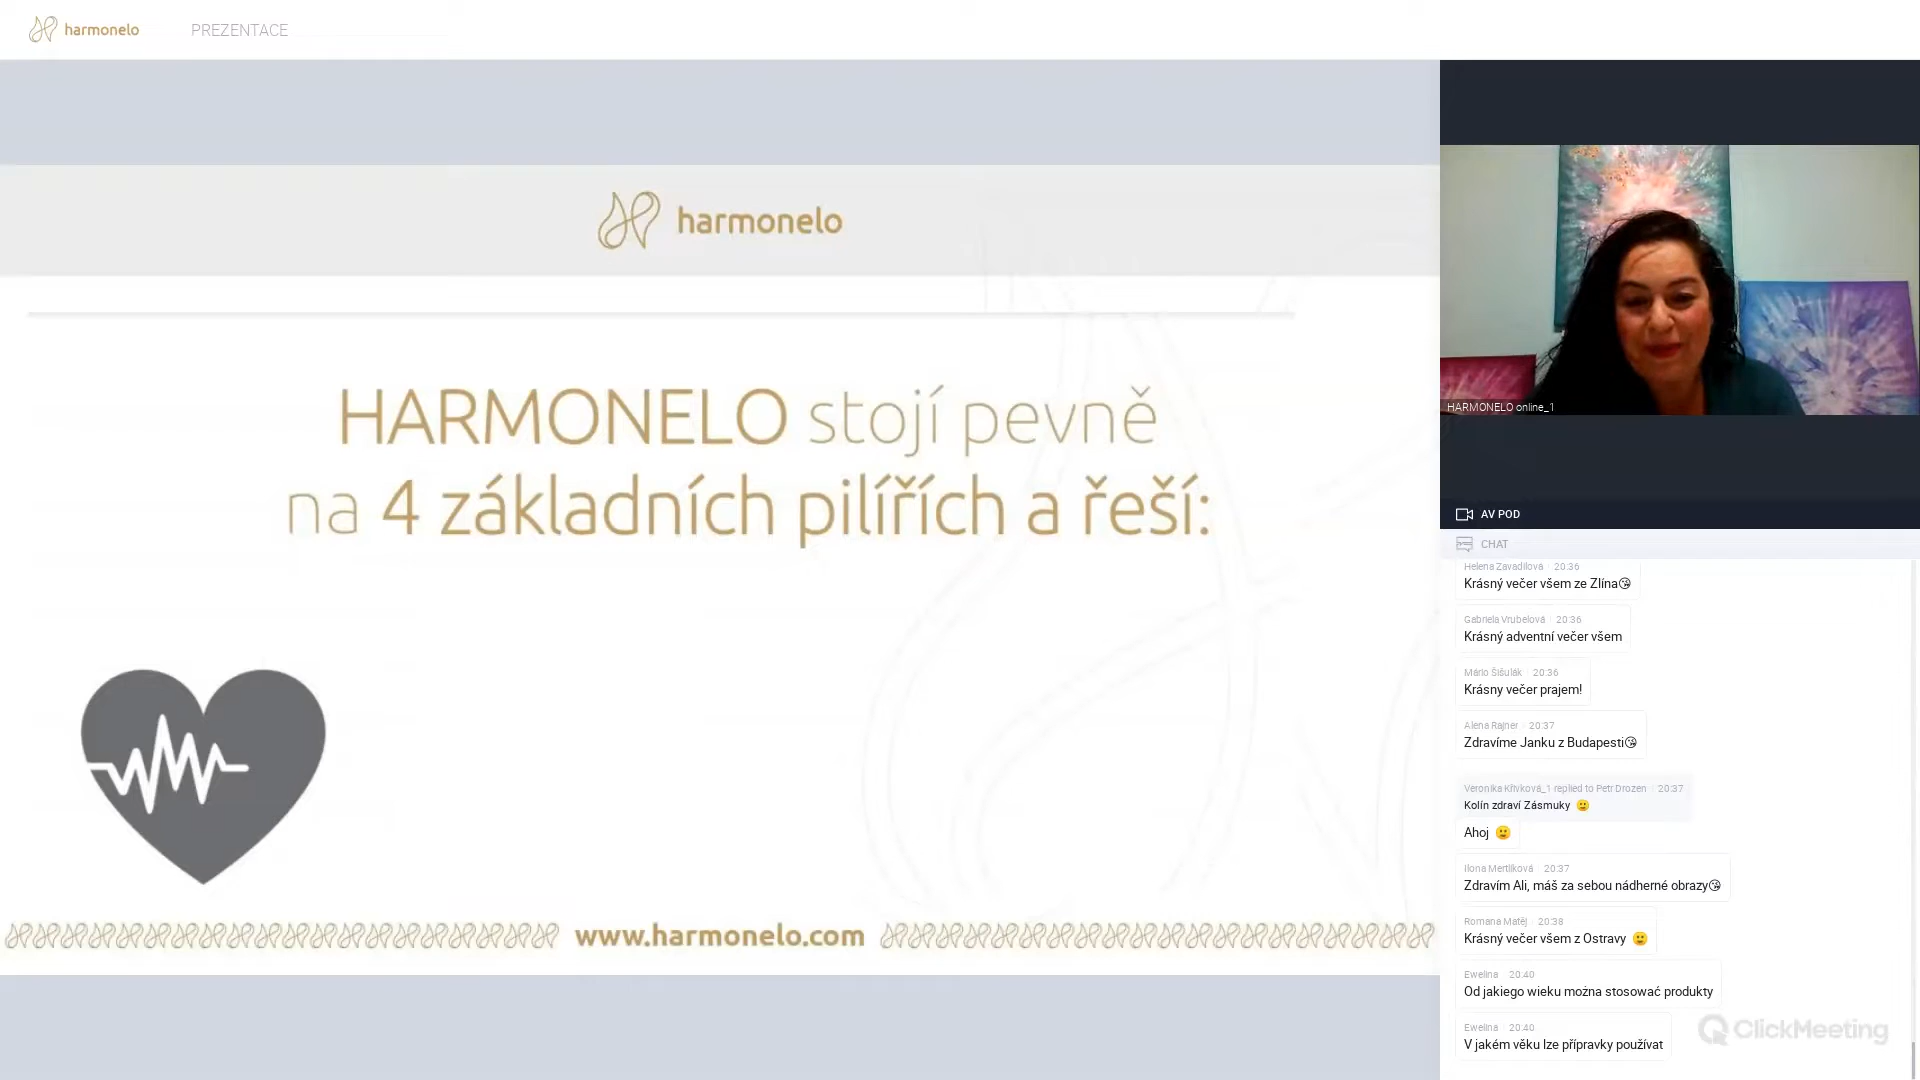 harmonelo
PREZENTACE
harmonelo
HARMONELO stojí pevně
na 4 základních pilířích a řeší:
www.harmonelo.com
HARMONELO online_1
AV POD
CHAT
Helena Zavadilová 20:36
Krásný večer všem ze Zlína😘
Gabriela Vrubelová 20:36
Krásný adventní večer všem
Mário Šišulák 20:36
Krásny večer prajem!
Alena Rajner 20:37
Zdravíme Janku z Budapesti😘
Veronika Křivková_1 replied to Petr Drozen 20:37
Kolín zdraví Zásmuky 🙂
Ahoj 🙂
Ilona Mertlíková 20:37
Zdravím Ali, máš za sebou nádherné obrazy😘
Romana Matěj 20:38
Krásný večer všem z Ostravy 🙂
Ewelina 20:40
Od jakiego wieku można stosować produkty
Ewelina 20:40
V jakém věku lze přípravky používat
ClickMeeting